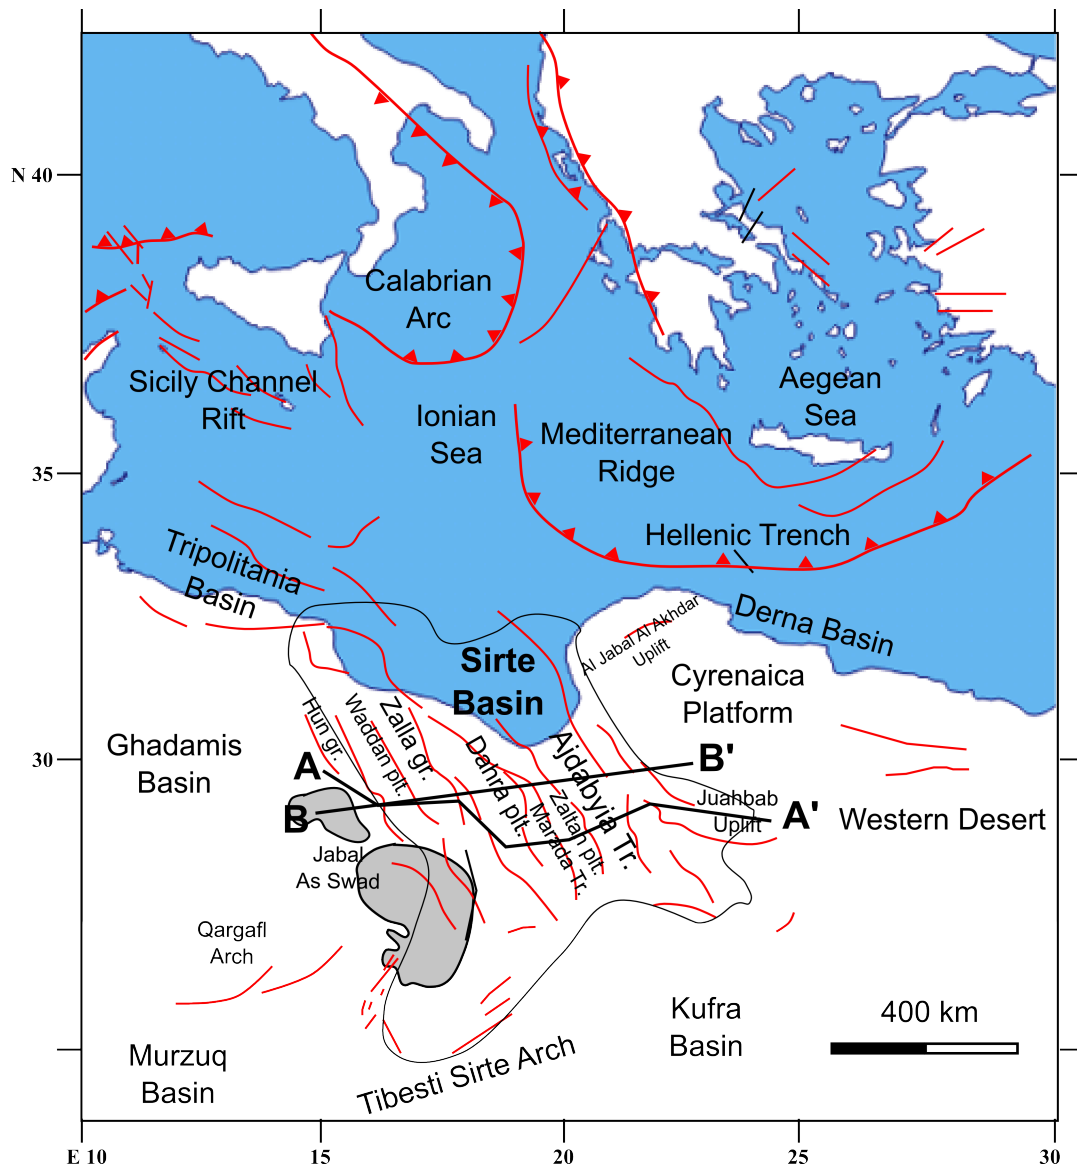 N 40
Calabrian
Arc
Sicily Channel
Rift
Aegean
Sea
Ionian
Sea
Mediterranean
Ridge
35
Hellenic Trench
Tripolitania
Basin
Derna Basin
Al Jabal Al Akhdar
Uplift
Sirte
Basin
Cyrenaica
Platform
Hun gr.
Waddan plt.
Zalla gr.
Dahra plt.
Marada Tr.
Zaltan plt.
Ajdabyia Tr.
Ghadamis
Basin
30
A
B'
B
Juahbab
Uplift
A'
Western Desert
Jabal
As Swad
Qargafl
Arch
Kufra
Basin
400 km
Murzuq
Basin
Tibesti Sirte Arch
E 10
15
20
25
30